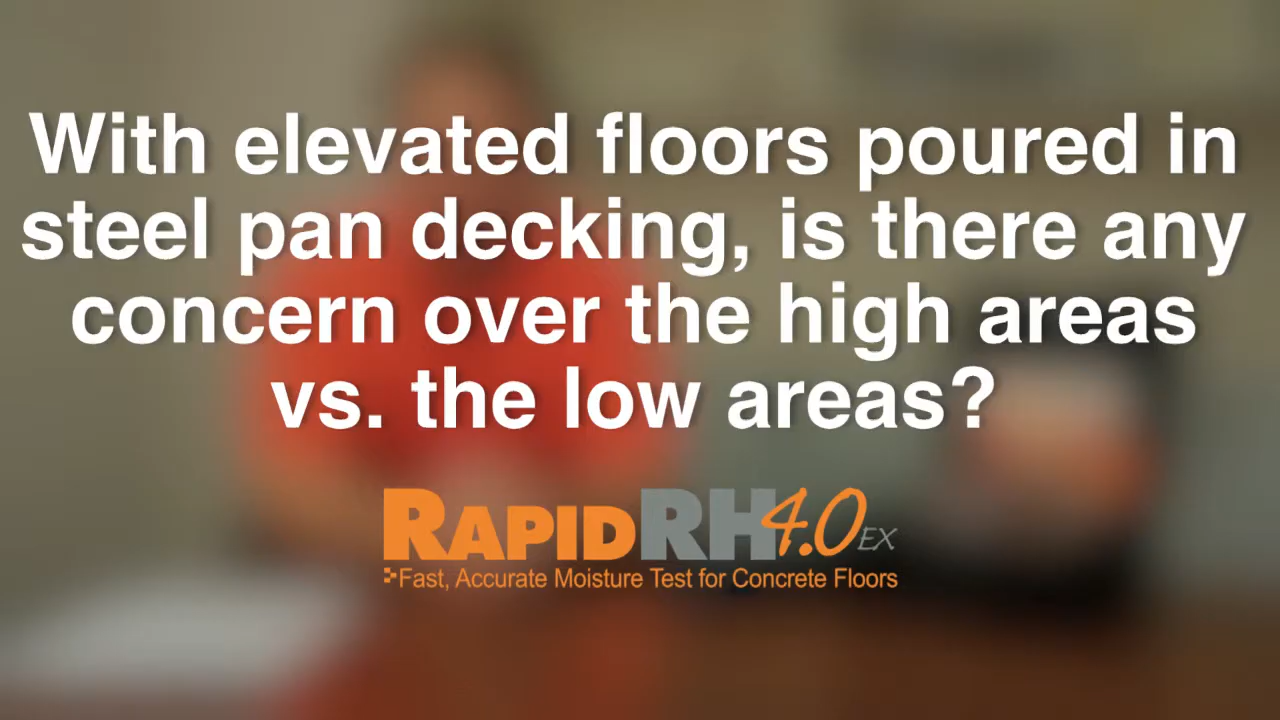 With elevated floors poured in
steel pan decking, is there any
concern over the high areas
vs. the low areas?
RAPIDRH4.0EX
Fast, Accurate Moisture Test for Concrete Floors